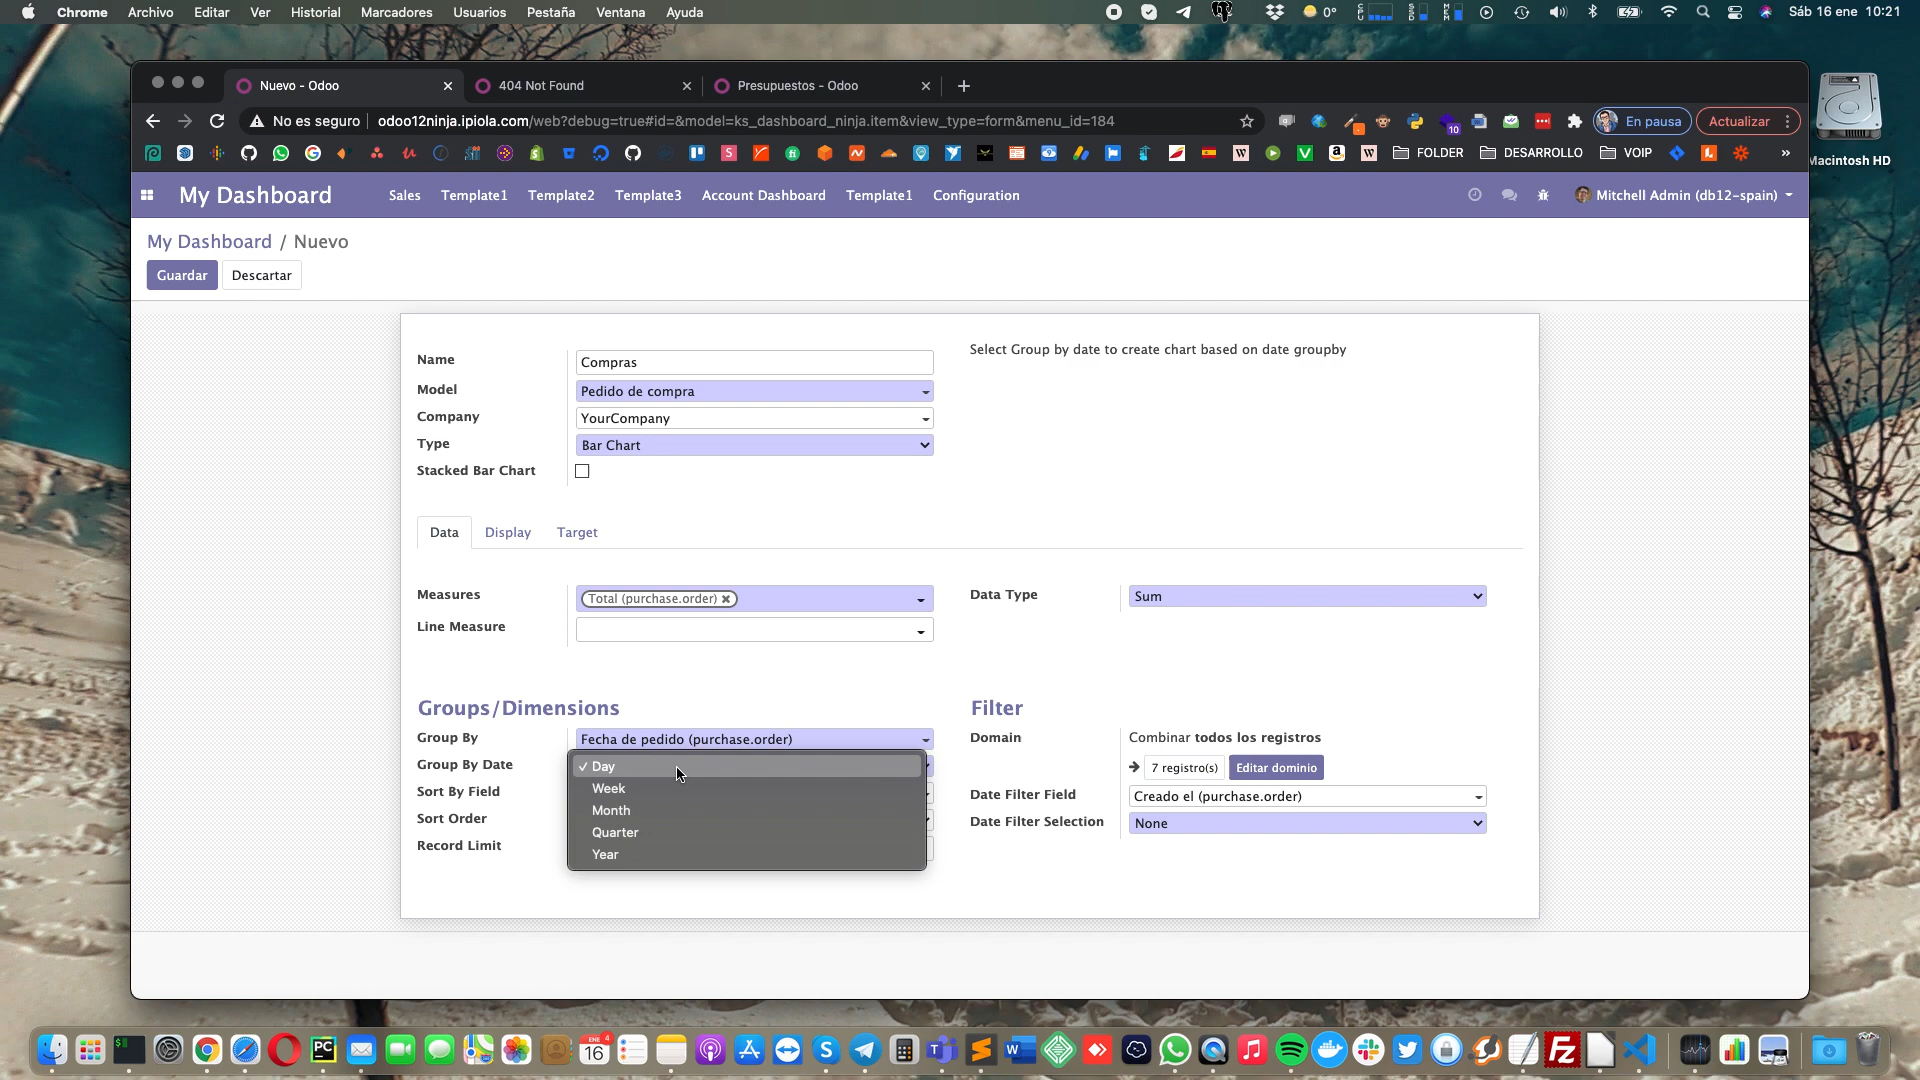 Chrome Archivo Editar Ver Historial Marcadores Usuarios Pestaña Ventana Ayuda
0° Sáb 16 ene 10:21
Nuevo - Odoo
404 Not Found
Presupuestos - Odoo
No es seguro
odoo12ninja.ipiola.com/web?debug=true#id=&model=ks_dashboard_ninja.item&view_type=form&menu_id=184
10
En pausa
Actualizar
FOLDER
DESARROLLO
VOIP
Macintosh HD
My Dashboard
Sales
Template1
Template2
Template3
Account Dashboard
Template1
Configuration
Mitchell Admin (db12-spain)
My Dashboard / Nuevo
Guardar
Descartar
Name
Compras
Select Group by date to create chart based on date groupby
Model
Pedido de compra
Company
YourCompany
Type
Bar Chart
Stacked Bar Chart
Data
Display
Target
Measures
Total (purchase.order)
Data Type
Sum
Line Measure
Groups/Dimensions
Filter
Group By
Fecha de pedido (purchase.order)
Domain
Combinar todos los registros
Group By Date
✓ Day
7 registro(s)
Editar dominio
Week
Sort By Field
Date Filter Field
Creado el (purchase.order)
Month
Sort Order
Date Filter Selection
None
Quarter
Record Limit
Year
ENE
16
4